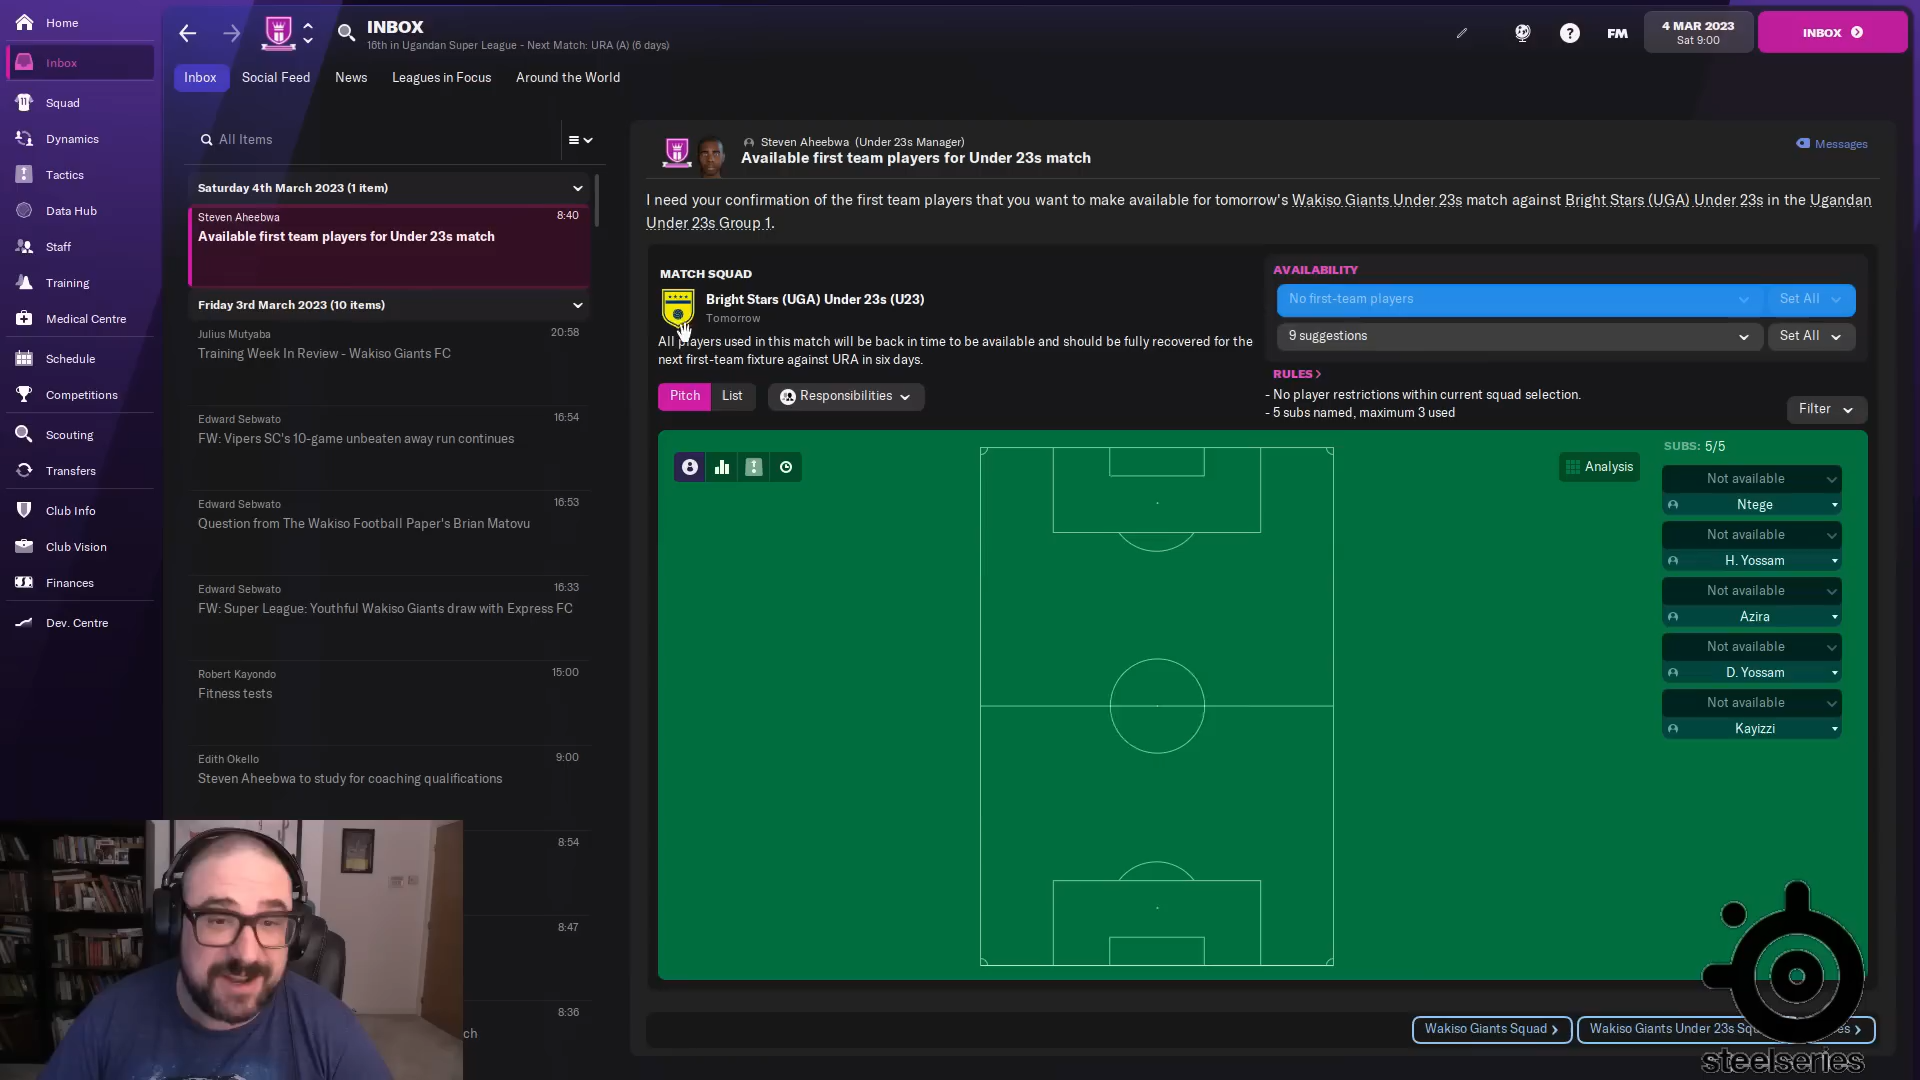 Home
Inbox
Squad
Dynamics
Tactics
Data Hub
Staff
Training
Medical Centre
Schedule
Competitions
Scouting
Transfers
Club Info
Club Vision
Finances
Dev. Centre
INBOX
16th in Ugandan Super League - Next Match: URA (A) (6 days)
?
FM
4 MAR 2023
Sat 9:00
INBOX
Inbox
Social Feed
News
Leagues in Focus
Around the World
All Items
Saturday 4th March 2023 (1 item)
Steven Aheebwa
8:40
Available first team players for Under 23s match
Friday 3rd March 2023 (10 items)
Julius Mutyaba
20:58
Training Week In Review - Wakiso Giants FC
Edward Sebwato
16:54
FW: Vipers SC's 10-game unbeaten away run continues
Edward Sebwato
16:53
Question from The Wakiso Football Paper's Brian Matovu
Edward Sebwato
16:33
FW: Super League: Youthful Wakiso Giants draw with Express FC
Robert Kayondo
15:00
Fitness tests
Edith Okello
9:00
Steven Aheebwa to study for coaching qualifications
8:54
8:47
8:36
ch
Steven Aheebwa (Under 23s Manager)
Available first team players for Under 23s match
Messages
I need your confirmation of the first team players that you want to make available for tomorrow's Wakiso Giants Under 23s match against Bright Stars (UGA) Under 23s in the Ugandan
Under 23s Group 1.
MATCH SQUAD
Bright Stars (UGA) Under 23s (U23)
Tomorrow
All players used in this match will be back in time to be available and should be fully recovered for the
next first-team fixture against URA in six days.
Pitch
List
Responsibilities
AVAILABILITY
No first-team players
Set All
9 suggestions
Set All
RULES >
- No player restrictions within current squad selection.
- 5 subs named, maximum 3 used
Filter
Analysis
SUBS: 5/5
Not available
Ntege
Not available
H. Yossam
Not available
Azira
Not available
D. Yossam
Not available
Kayizzi
Wakiso Giants Squad >
Wakiso Giants Under 23s Squ
es >
steelseries